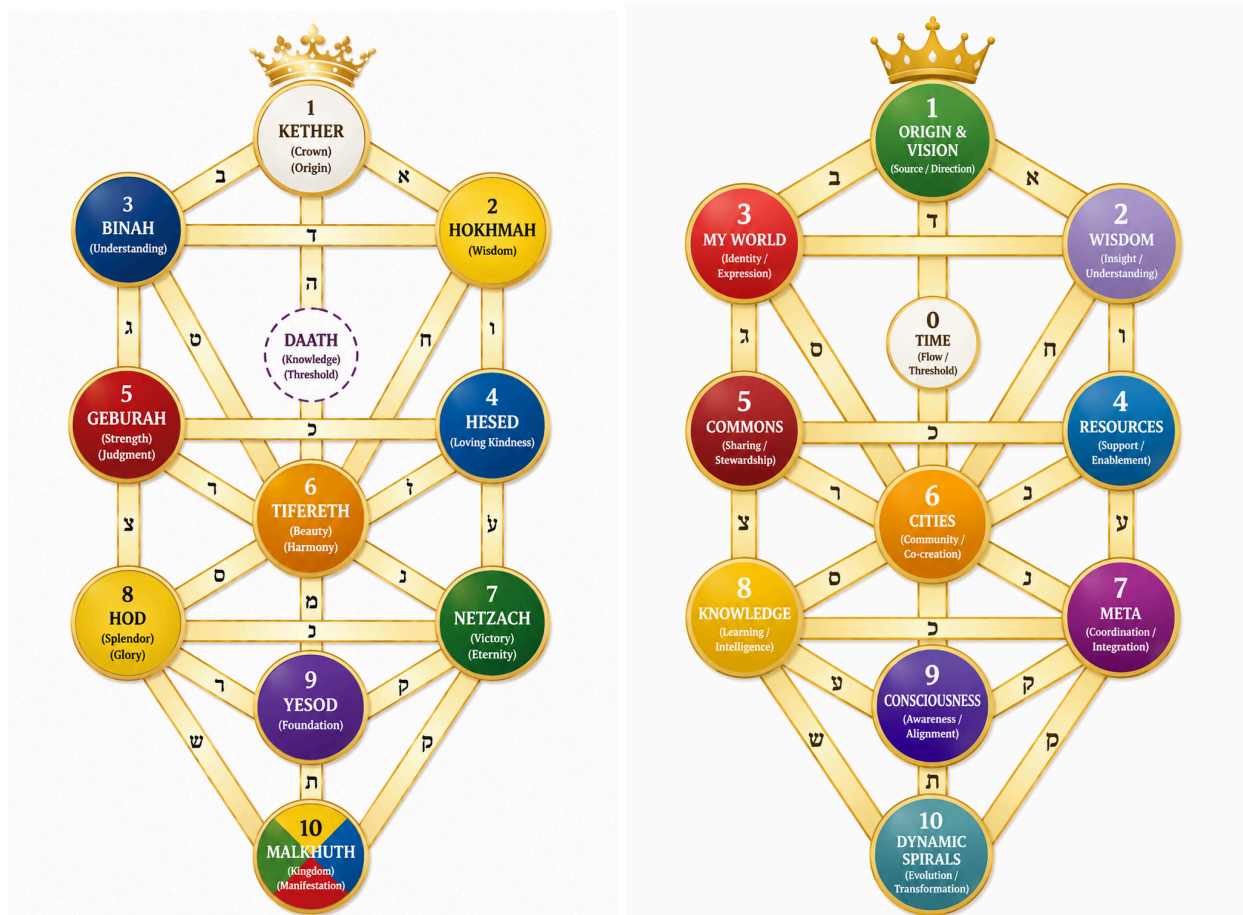 1
KETHER
(Crown)
(Origin)
ב
א
3
BINAH
(Understanding)
2
HOKHMAH
(Wisdom)
ד
ה
ג
ט
DAATH
(Knowledge)
(Threshold)
ח
ו
5
GEBURAH
(Strength)
(Judgment)
4
HESED
(Loving Kindness)
כ
ר
6
TIFERETH
(Beauty)
(Harmony)
צ
ס
נ
מ
8
HOD
(Splendor)
(Glory)
7
NETZACH
(Victory)
(Eternity)
ר
9
YESOD
(Foundation)
ק
ש
ק
ת
10
MALKHUTH
(Kingdom)
(Manifestation)
1
ORIGIN &
VISION
(Source / Direction)
ב
א
3
MY WORLD
(Identity /
Expression)
ד
2
WISDOM
(Insight /
Understanding)
ג
ס
0
TIME
(Flow /
Threshold)
ח
ו
5
COMMONS
(Sharing /
Stewardship)
כ
4
RESOURCES
(Support /
Enablement)
ר
6
CITIES
(Community /
Co-creation)
נ
צ
ע
ס
נ
8
KNOWLEDGE
(Learning /
Intelligence)
כ
7
META
(Coordination /
Integration)
ע
9
CONSCIOUSNESS
(Awareness /
Alignment)
ק
ש
ק
ת
10
DYNAMIC
SPIRALS
(Evolution /
Transformation)